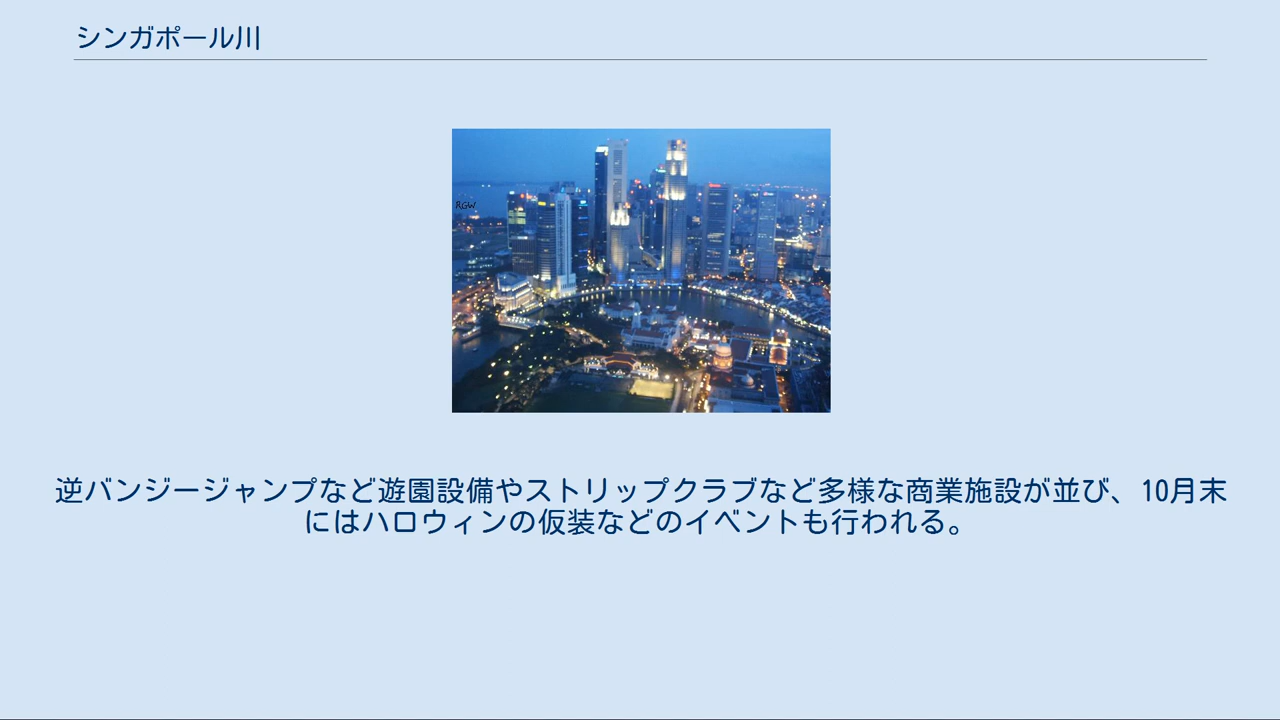 シンガポール川
RGW
逆バンジージャンプなど遊園設備やストリップクラブなど多様な商業施設が並び、10月末
にはハロウィンの仮装などのイベントも行われる。